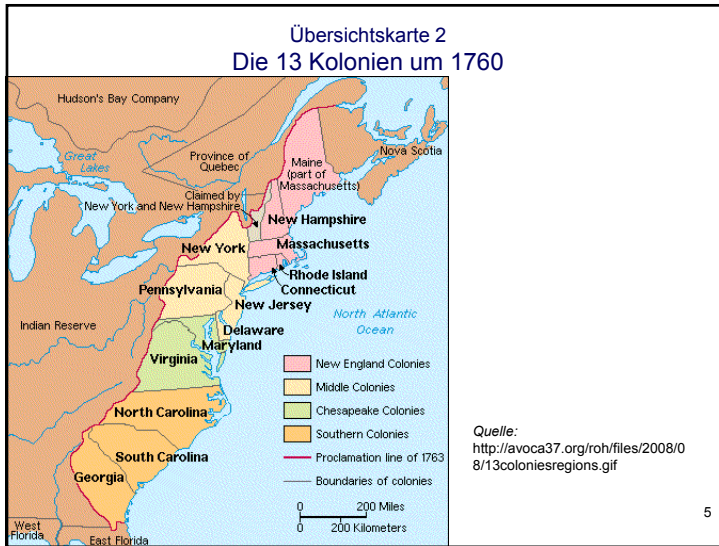 Übersichtskarte 2
Die 13 Kolonien um 1760
Hudson's Bay Company
Great
Lakes
Province of
Quebec
Nova Scotia
Maine
(part of
Massachusetts)
Claimed by
New York and New Hampshire
New Hampshire
Massachusetts
New York
Rhode Island
Connecticut
Pennsylvania
New Jersey
North Atlantic
Ocean
Indian Reserve
Delaware
Maryland
Virginia
New England Colonies
Middle Colonies
Chesapeake Colonies
Southern Colonies
Proclamation line of 1763
Boundaries of colonies
North Carolina
South Carolina
Georgia
0 200 Miles
0 200 Kilometers
West
Florida
East Florida
Quelle:
http://avoca37.org/roh/files/2008/0
8/13coloniesregions.gif
5